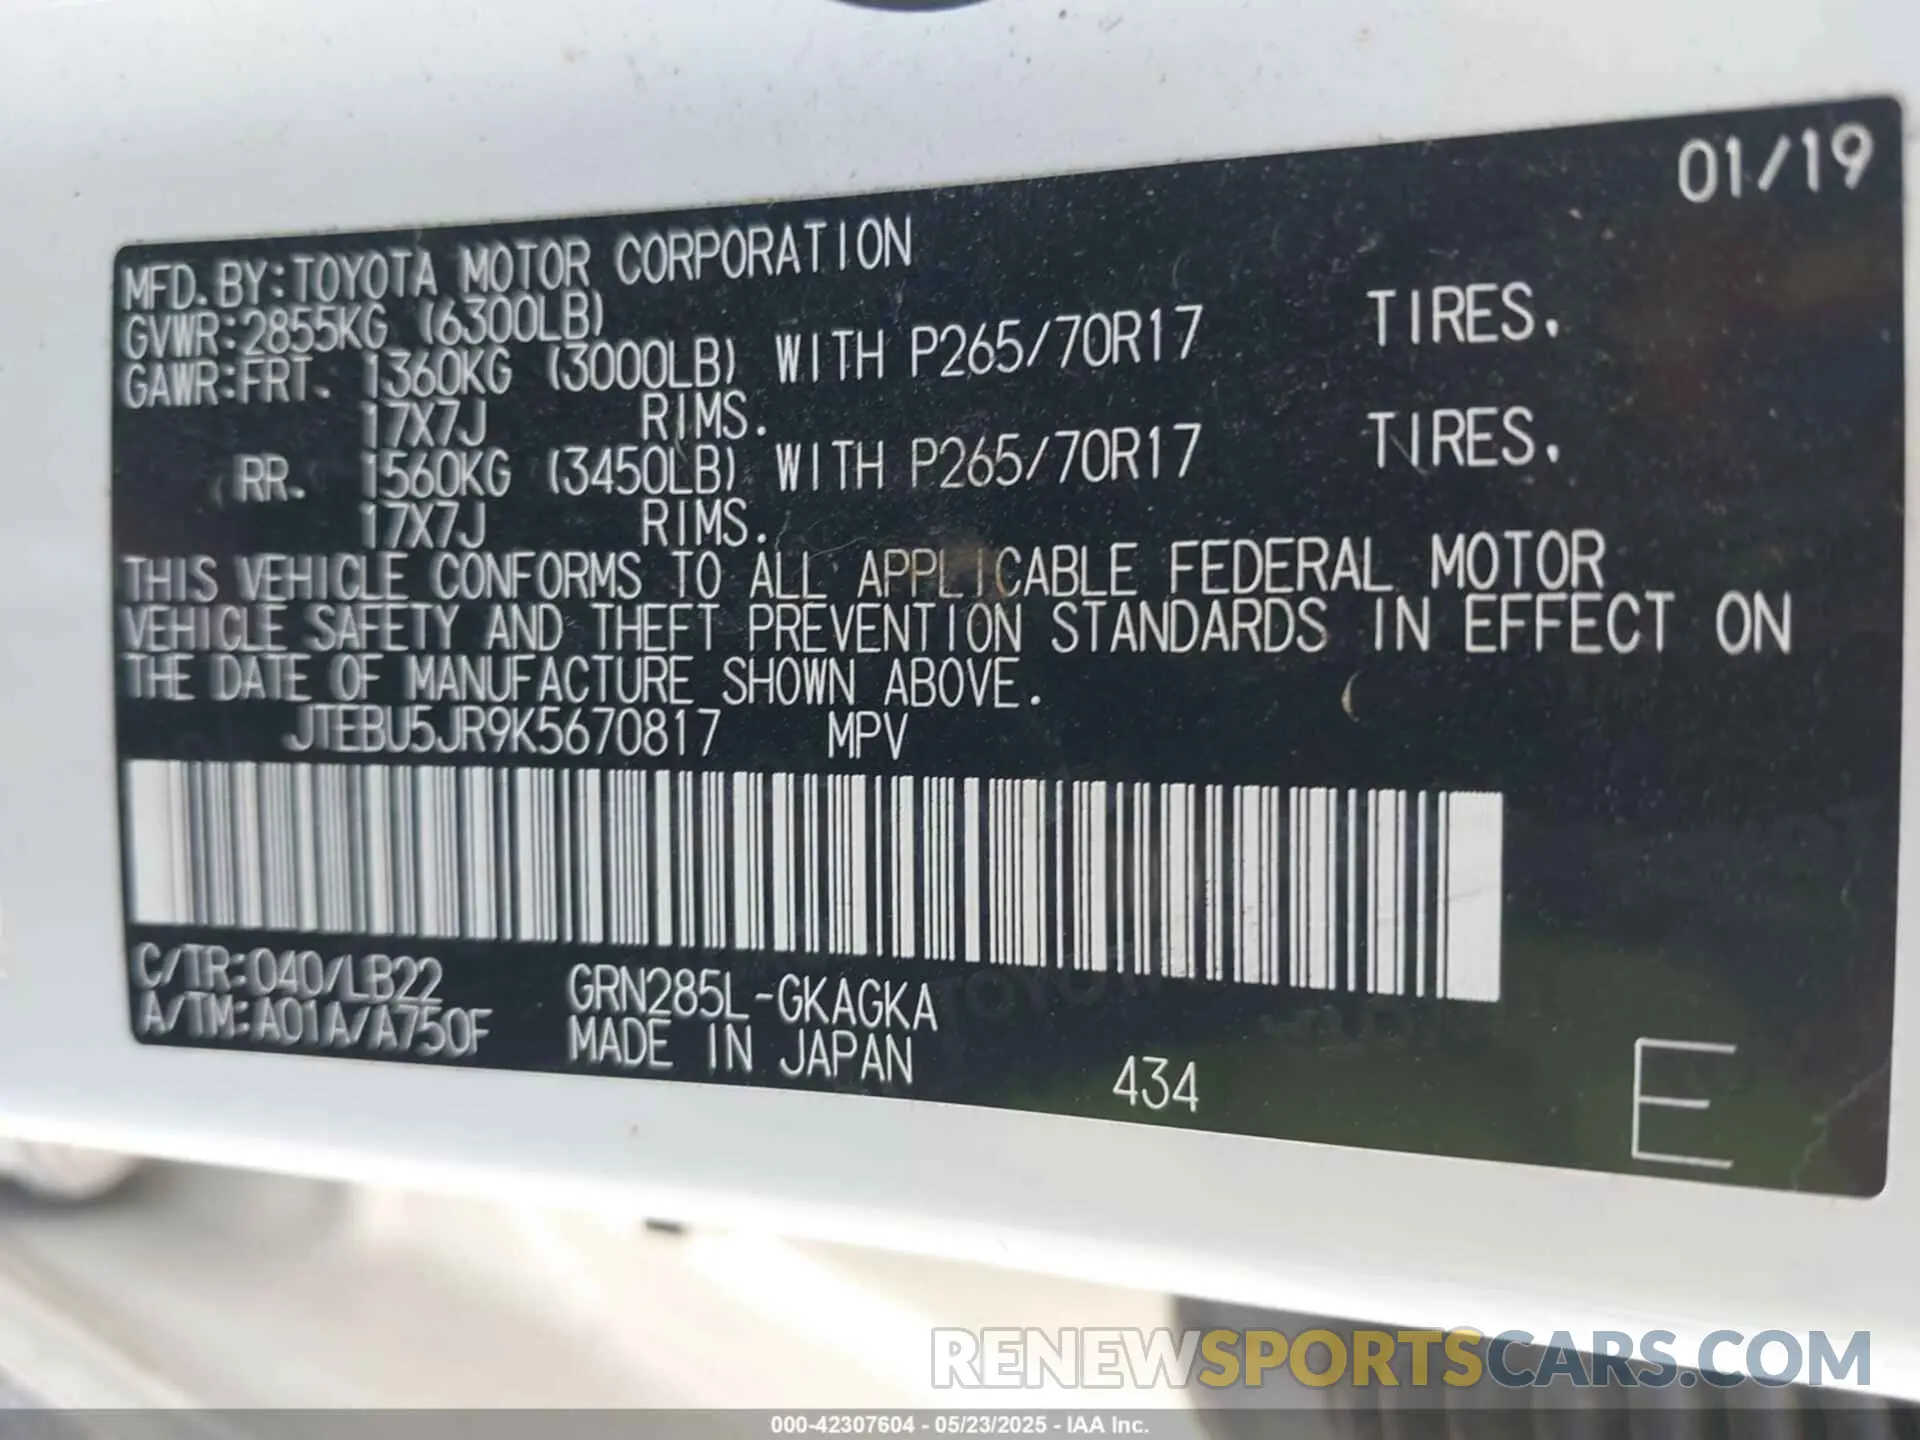 01/19
MFD. BY: TOYOTA MOTOR CORPORATION
GVWR: 2855KG (6300LB)
GAWR: FRT. 1360KG (3000LB) WITH P265/70R17 TIRES.
17X7J RIMS.
RR. 1560KG (3450LB) WITH P265/70R17 TIRES.
17X7J RIMS.
THIS VEHICLE CONFORMS TO ALL APPLICABLE FEDERAL MOTOR
VEHICLE SAFETY AND THEFT PREVENTION STANDARDS IN EFFECT ON
THE DATE OF MANUFACTURE SHOWN ABOVE.
JTEBU5JR9K5670817 MPV
C/TR: 040/LB22 GRN285L-GKAGKA
A/TM: A01A/A750F MADE IN JAPAN
434
E
RENEWSPORTSCARS.COM
000-42307604 - 05/23/2025 - IAA Inc.